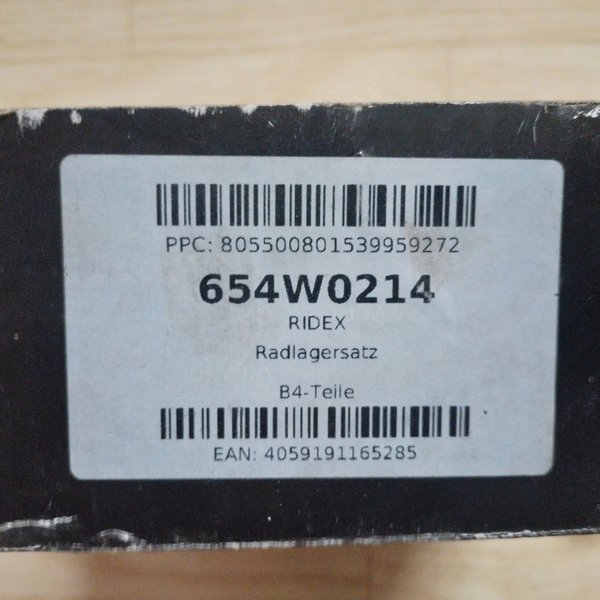 PPC: 805500801539959272
654W0214
RIDEX
Radlagersatz
B4-Teile
EAN: 4059191165285